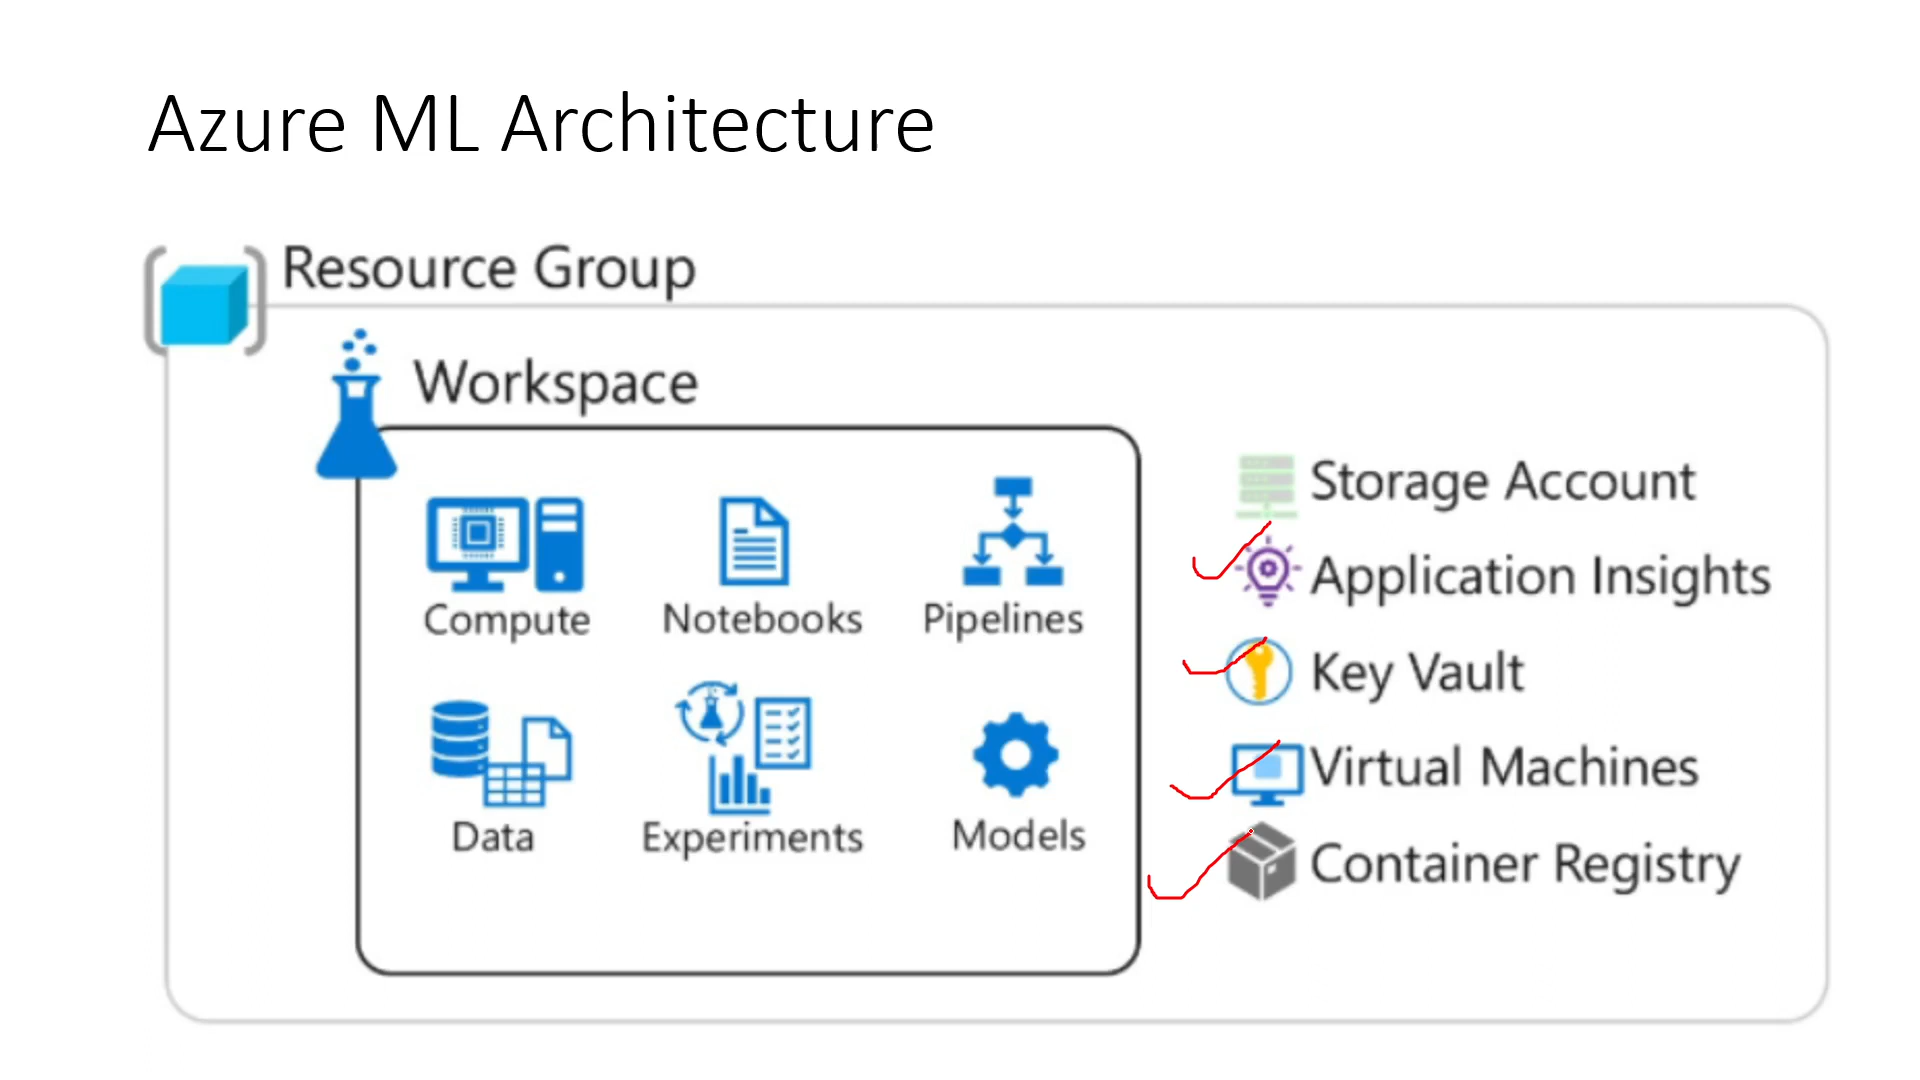 Azure ML Architecture
Resource Group
Workspace
Compute
Notebooks
Pipelines
Data
Experiments
Models
Storage Account
Application Insights
Key Vault
Virtual Machines
Container Registry